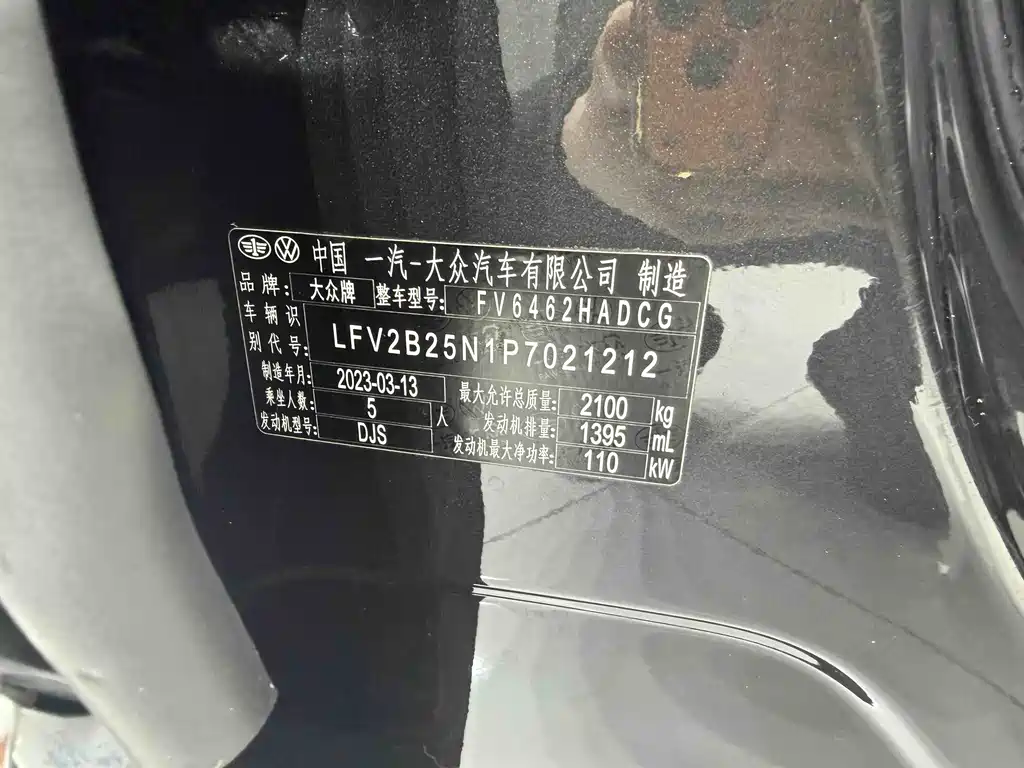 中国 一汽-大众汽车有限公司 制造
品牌: 大众牌 整车型号: FV6462HADCG
车辆识别代号: LFV2B25N1P7021212
制造年月: 2023-03-13 最大允许总质量: 2100 kg
乘坐人数: 5 人 发动机排量: 1395 mL
发动机型号: DJS 发动机最大净功率: 110 kW